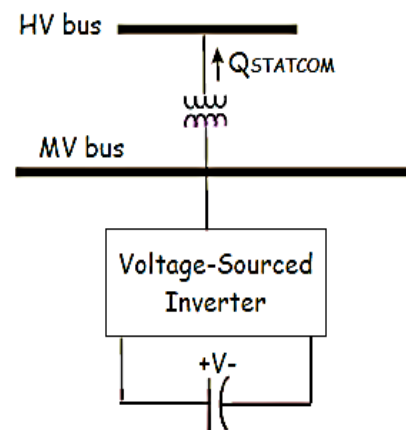 HV bus
QSTATCOM
MV bus
Voltage-Sourced
Inverter
+V-